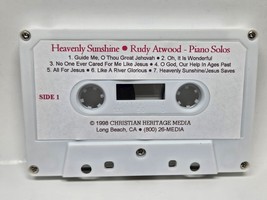 Heavenly Sunshine ● Rudy Atwood - Piano Solos
1. Guide Me, O Thou Great Jehovah ● 2. Oh, It Is Wonderful
3. No One Ever Cared For Me Like Jesus ● 4. O God, Our Help In Ages Past
5. All For Jesus ● 6. Like A River Glorious ● 7. Heavenly Sunshine/Jesus Saves
SIDE 1
© 1998 CHRISTIAN HERITAGE MEDIA
Long Beach, CA ● (800) 26-MEDIA